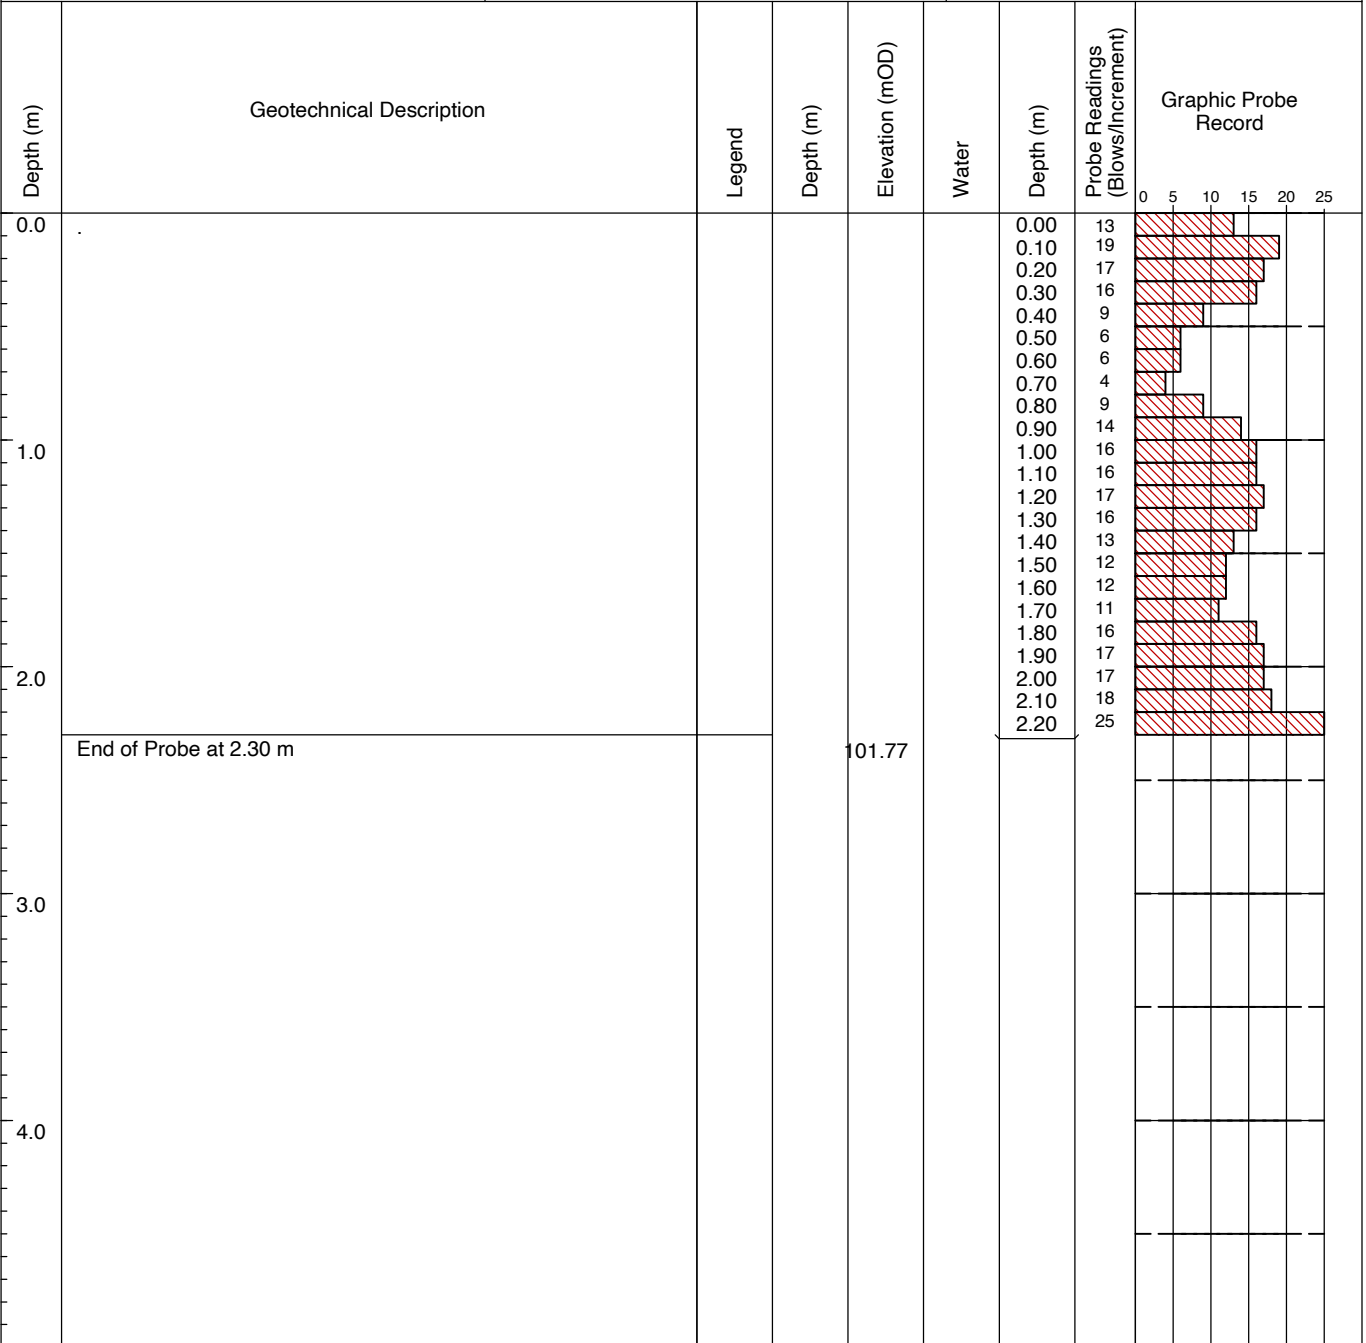 Depth (m)
Geotechnical Description
Legend
Depth (m)
Elevation (mOD)
Water
Depth (m)
Probe Readings
(Blows/Increment)
Graphic Probe
Record
0 5 10 15 20 25
0.0 . 0.00 13
0.10 19
0.20 17
0.30 16
0.40 9
0.50 6
0.60 6
0.70 4
0.80 9
0.90 14
1.0 1.00 16
1.10 16
1.20 17
1.30 16
1.40 13
1.50 12
1.60 12
1.70 11
1.80 16
1.90 17
2.0 2.00 17
2.10 18
2.20 25
End of Probe at 2.30 m 101.77
3.0
4.0